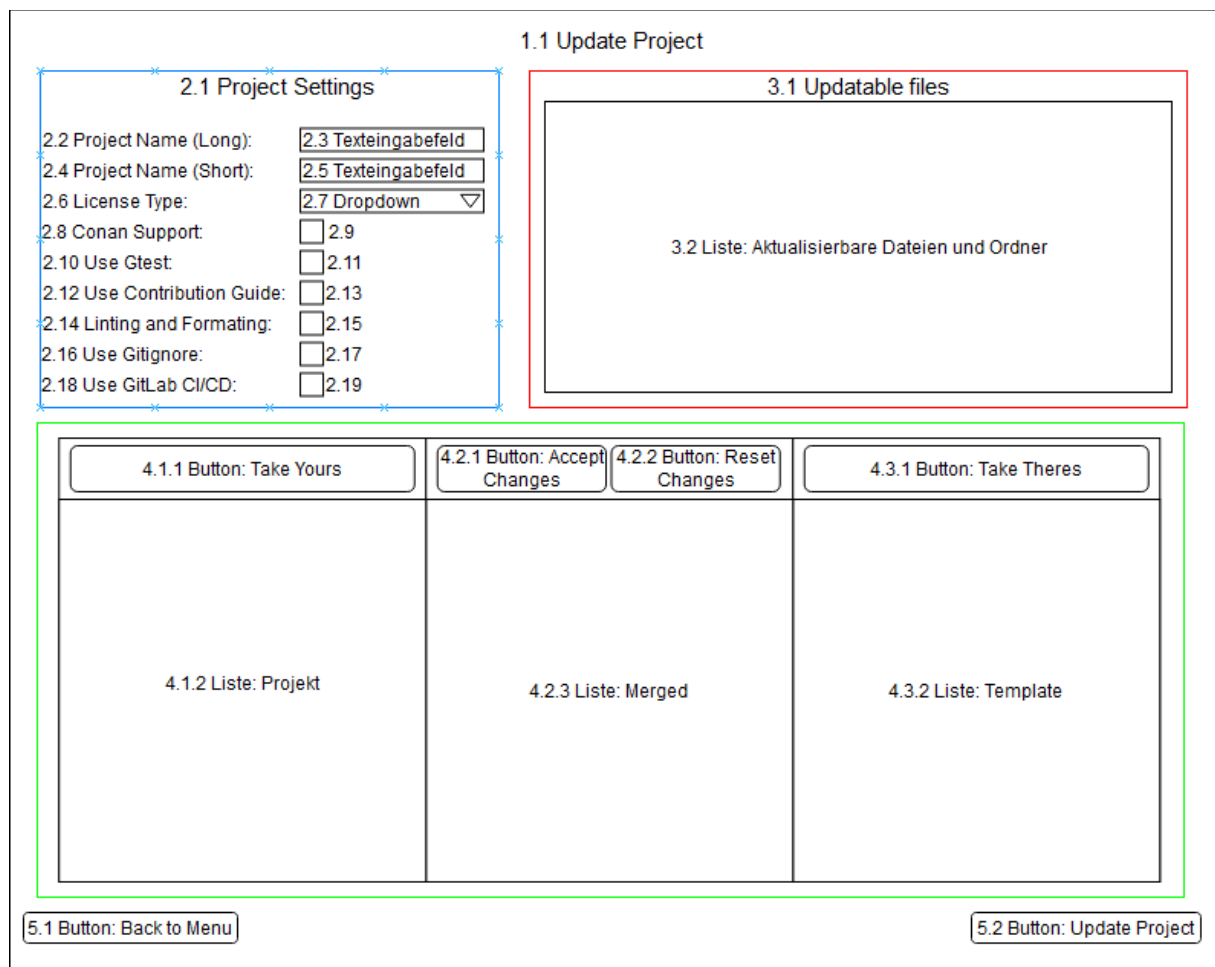 1.1 Update Project
2.1 Project Settings
2.2 Project Name (Long):
2.3 Texteingabefeld
2.4 Project Name (Short):
2.5 Texteingabefeld
2.6 License Type:
2.7 Dropdown
2.8 Conan Support:
2.9
2.10 Use Gtest:
2.11
2.12 Use Contribution Guide:
2.13
2.14 Linting and Formating:
2.15
2.16 Use Gitignore:
2.17
2.18 Use GitLab CI/CD:
2.19
3.1 Updatable files
3.2 Liste: Aktualisierbare Dateien und Ordner
4.1.1 Button: Take Yours
4.2.1 Button: Accept
Changes
4.2.2 Button: Reset
Changes
4.3.1 Button: Take Theres
4.1.2 Liste: Projekt
4.2.3 Liste: Merged
4.3.2 Liste: Template
5.1 Button: Back to Menu
5.2 Button: Update Project